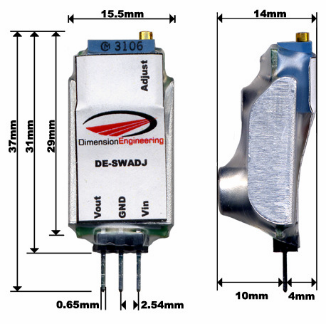 15.5mm
14mm
3106
Adjust
37mm
31mm
29mm
DimensionEngineering
DE-SWADJ
Vout
GND
Vin
0.65mm
2.54mm
10mm
4mm